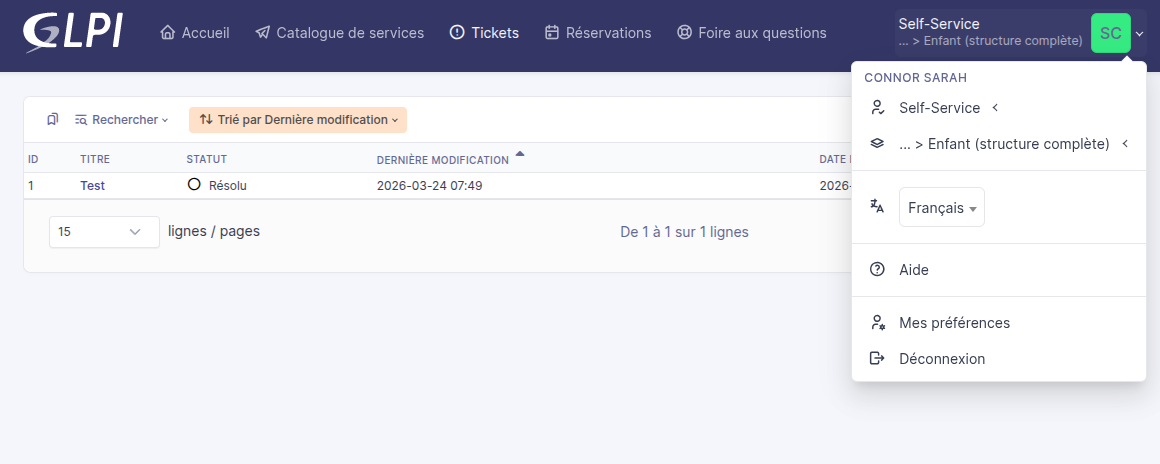 GLPI
Accueil
Catalogue de services
Tickets
Réservations
Foire aux questions
Self-Service
... > Enfant (structure complète)
SC
CONNOR SARAH
Self-Service
... > Enfant (structure complète)
Français
Aide
Mes préférences
Déconnexion
Rechercher
Trié par Dernière modification
ID TITRE STATUT DERNIÈRE MODIFICATION DATE
1 Test Résolu 2026-03-24 07:49 2026-
15 lignes / pages
De 1 à 1 sur 1 lignes